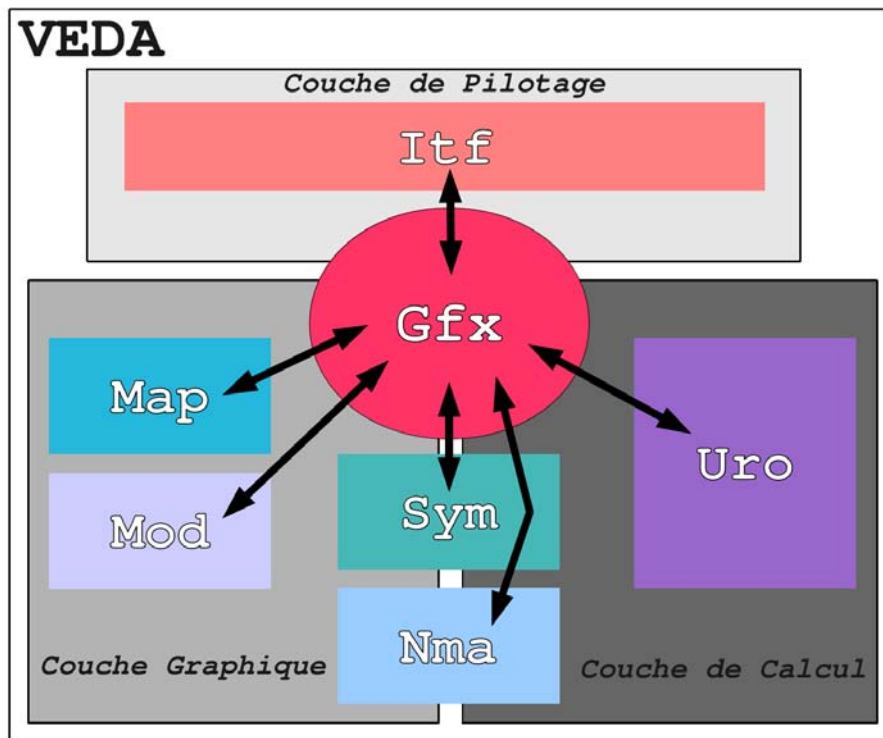 VEDA
Couche de Pilotage
Itf
Gfx
Map
Uro
Sym
Mod
Nma
Couche Graphique
Couche de Calcul